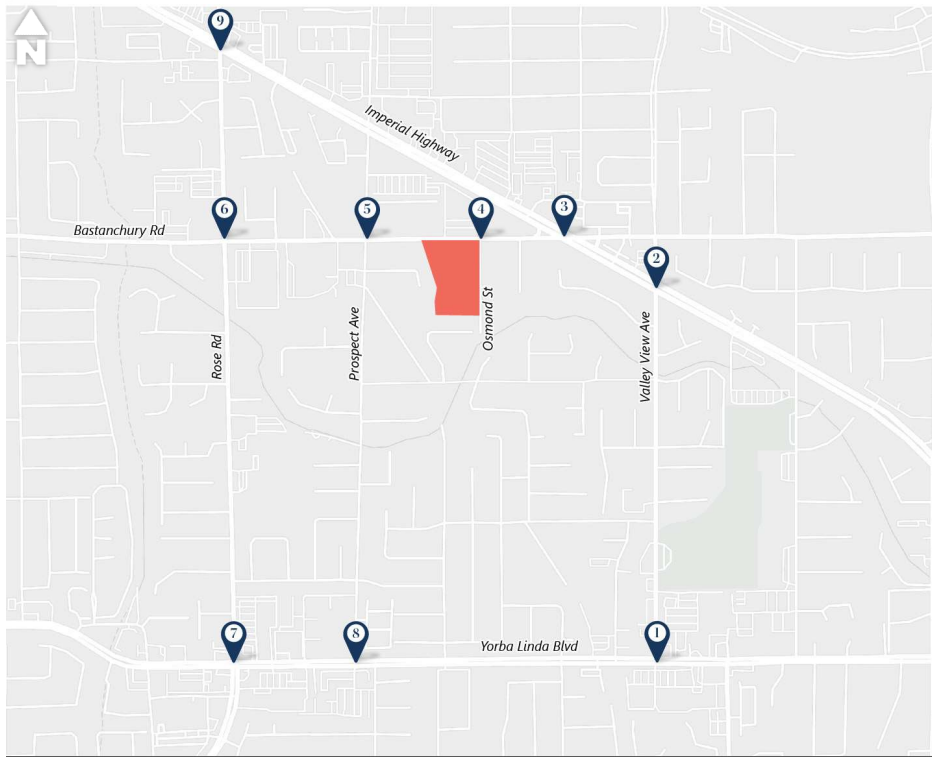 9
N
Imperial Highway
6
5
4
3
Bastanchury Rd
2
Osmond St
Prospect Ave
Valley View Ave
Rose Rd
7
8
1
Yorba Linda Blvd